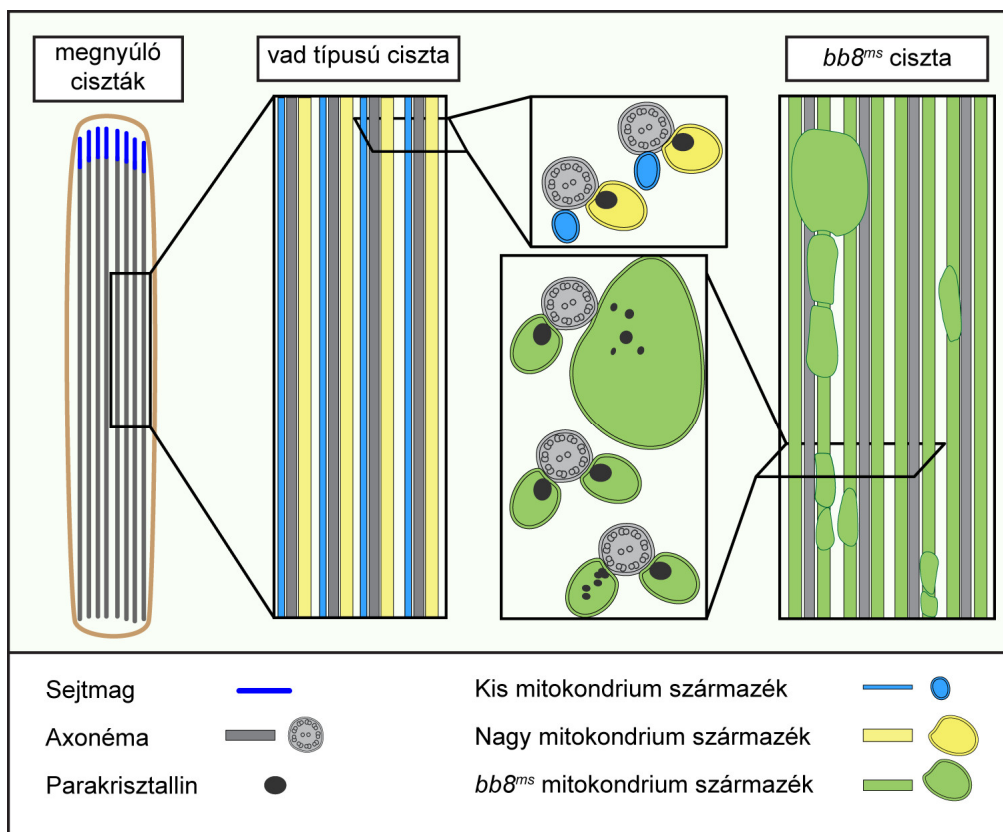 megnyúló
ciszták
vad típusú ciszta
bb8ms ciszta
Sejtmag
Axonéma
Parakrisztallin
Kis mitokondrium származék
Nagy mitokondrium származék
bb8ms mitokondrium származék